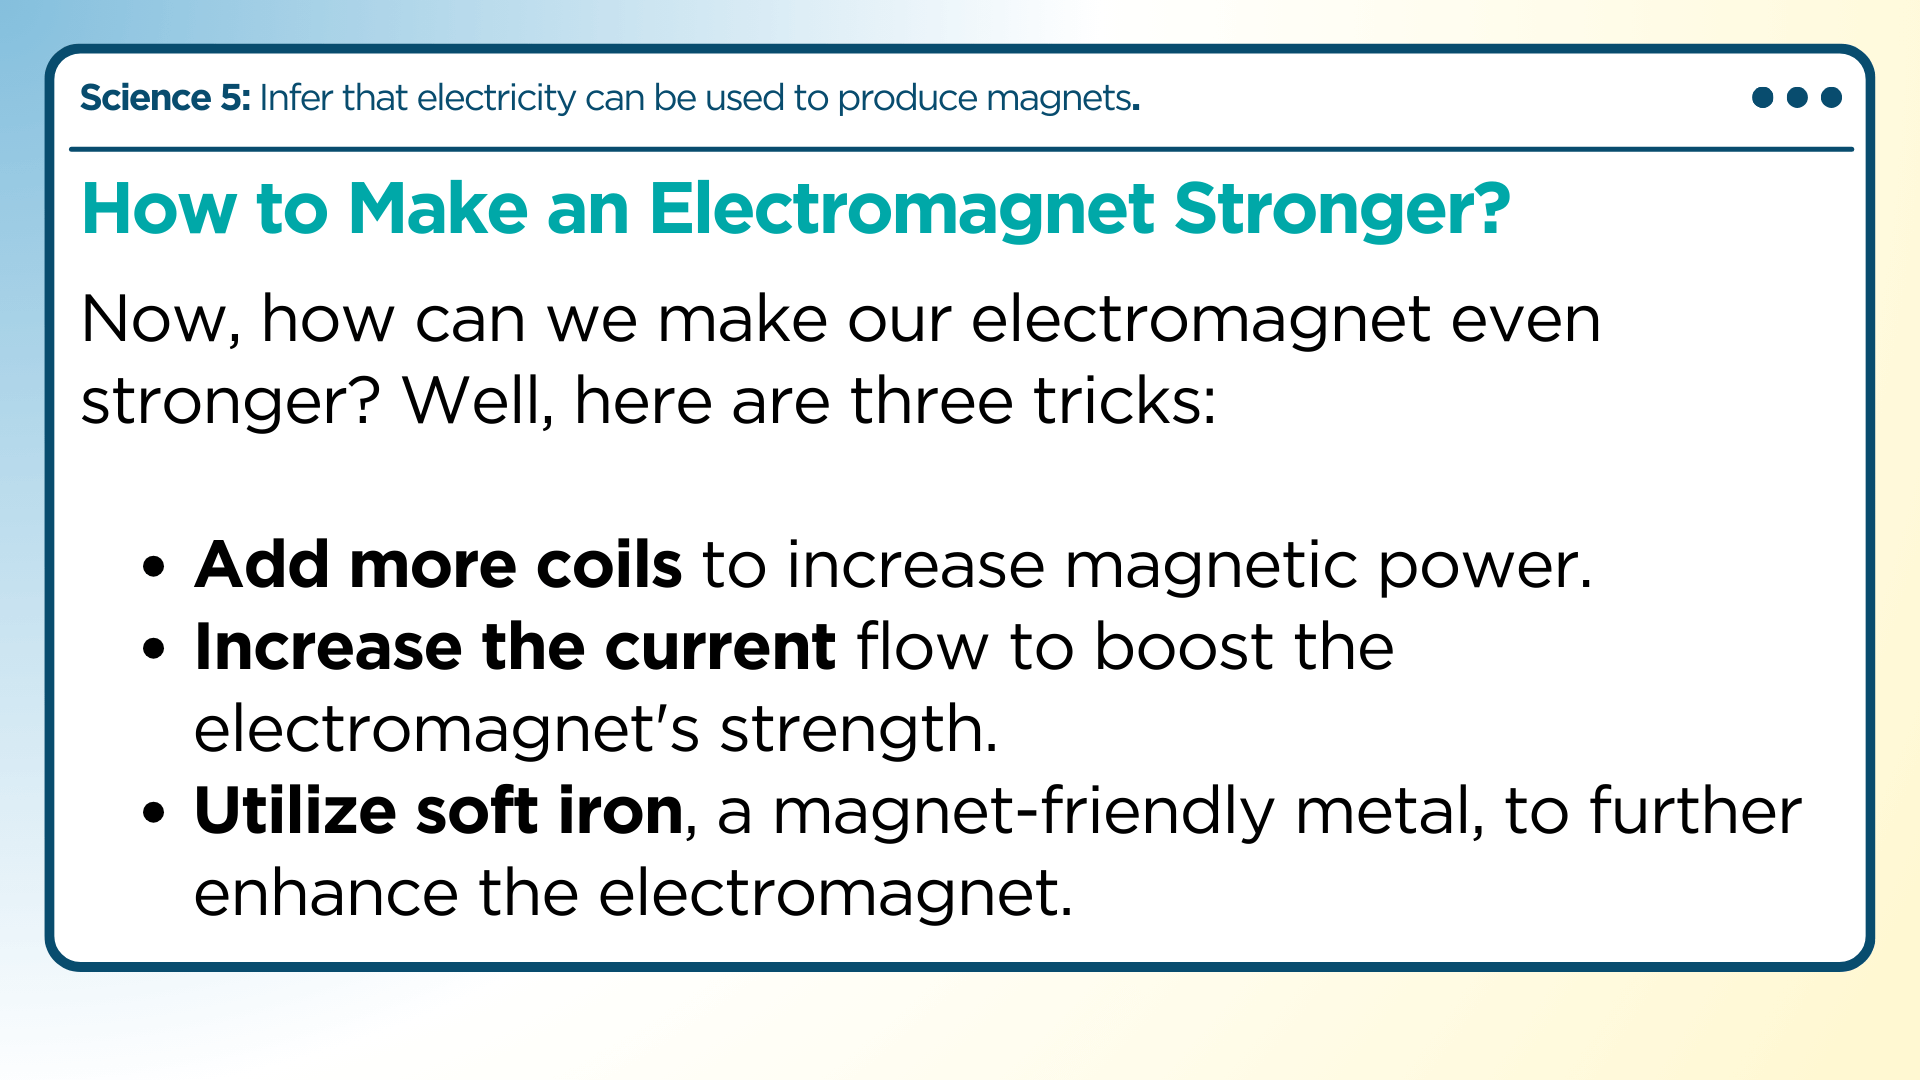 Science 5: Infer that electricity can be used to produce magnets.
How to Make an Electromagnet Stronger?
Now, how can we make our electromagnet even
stronger? Well, here are three tricks:
• Add more coils to increase magnetic power.
• Increase the current flow to boost the
electromagnet's strength.
• Utilize soft iron, a magnet-friendly metal, to further
enhance the electromagnet.